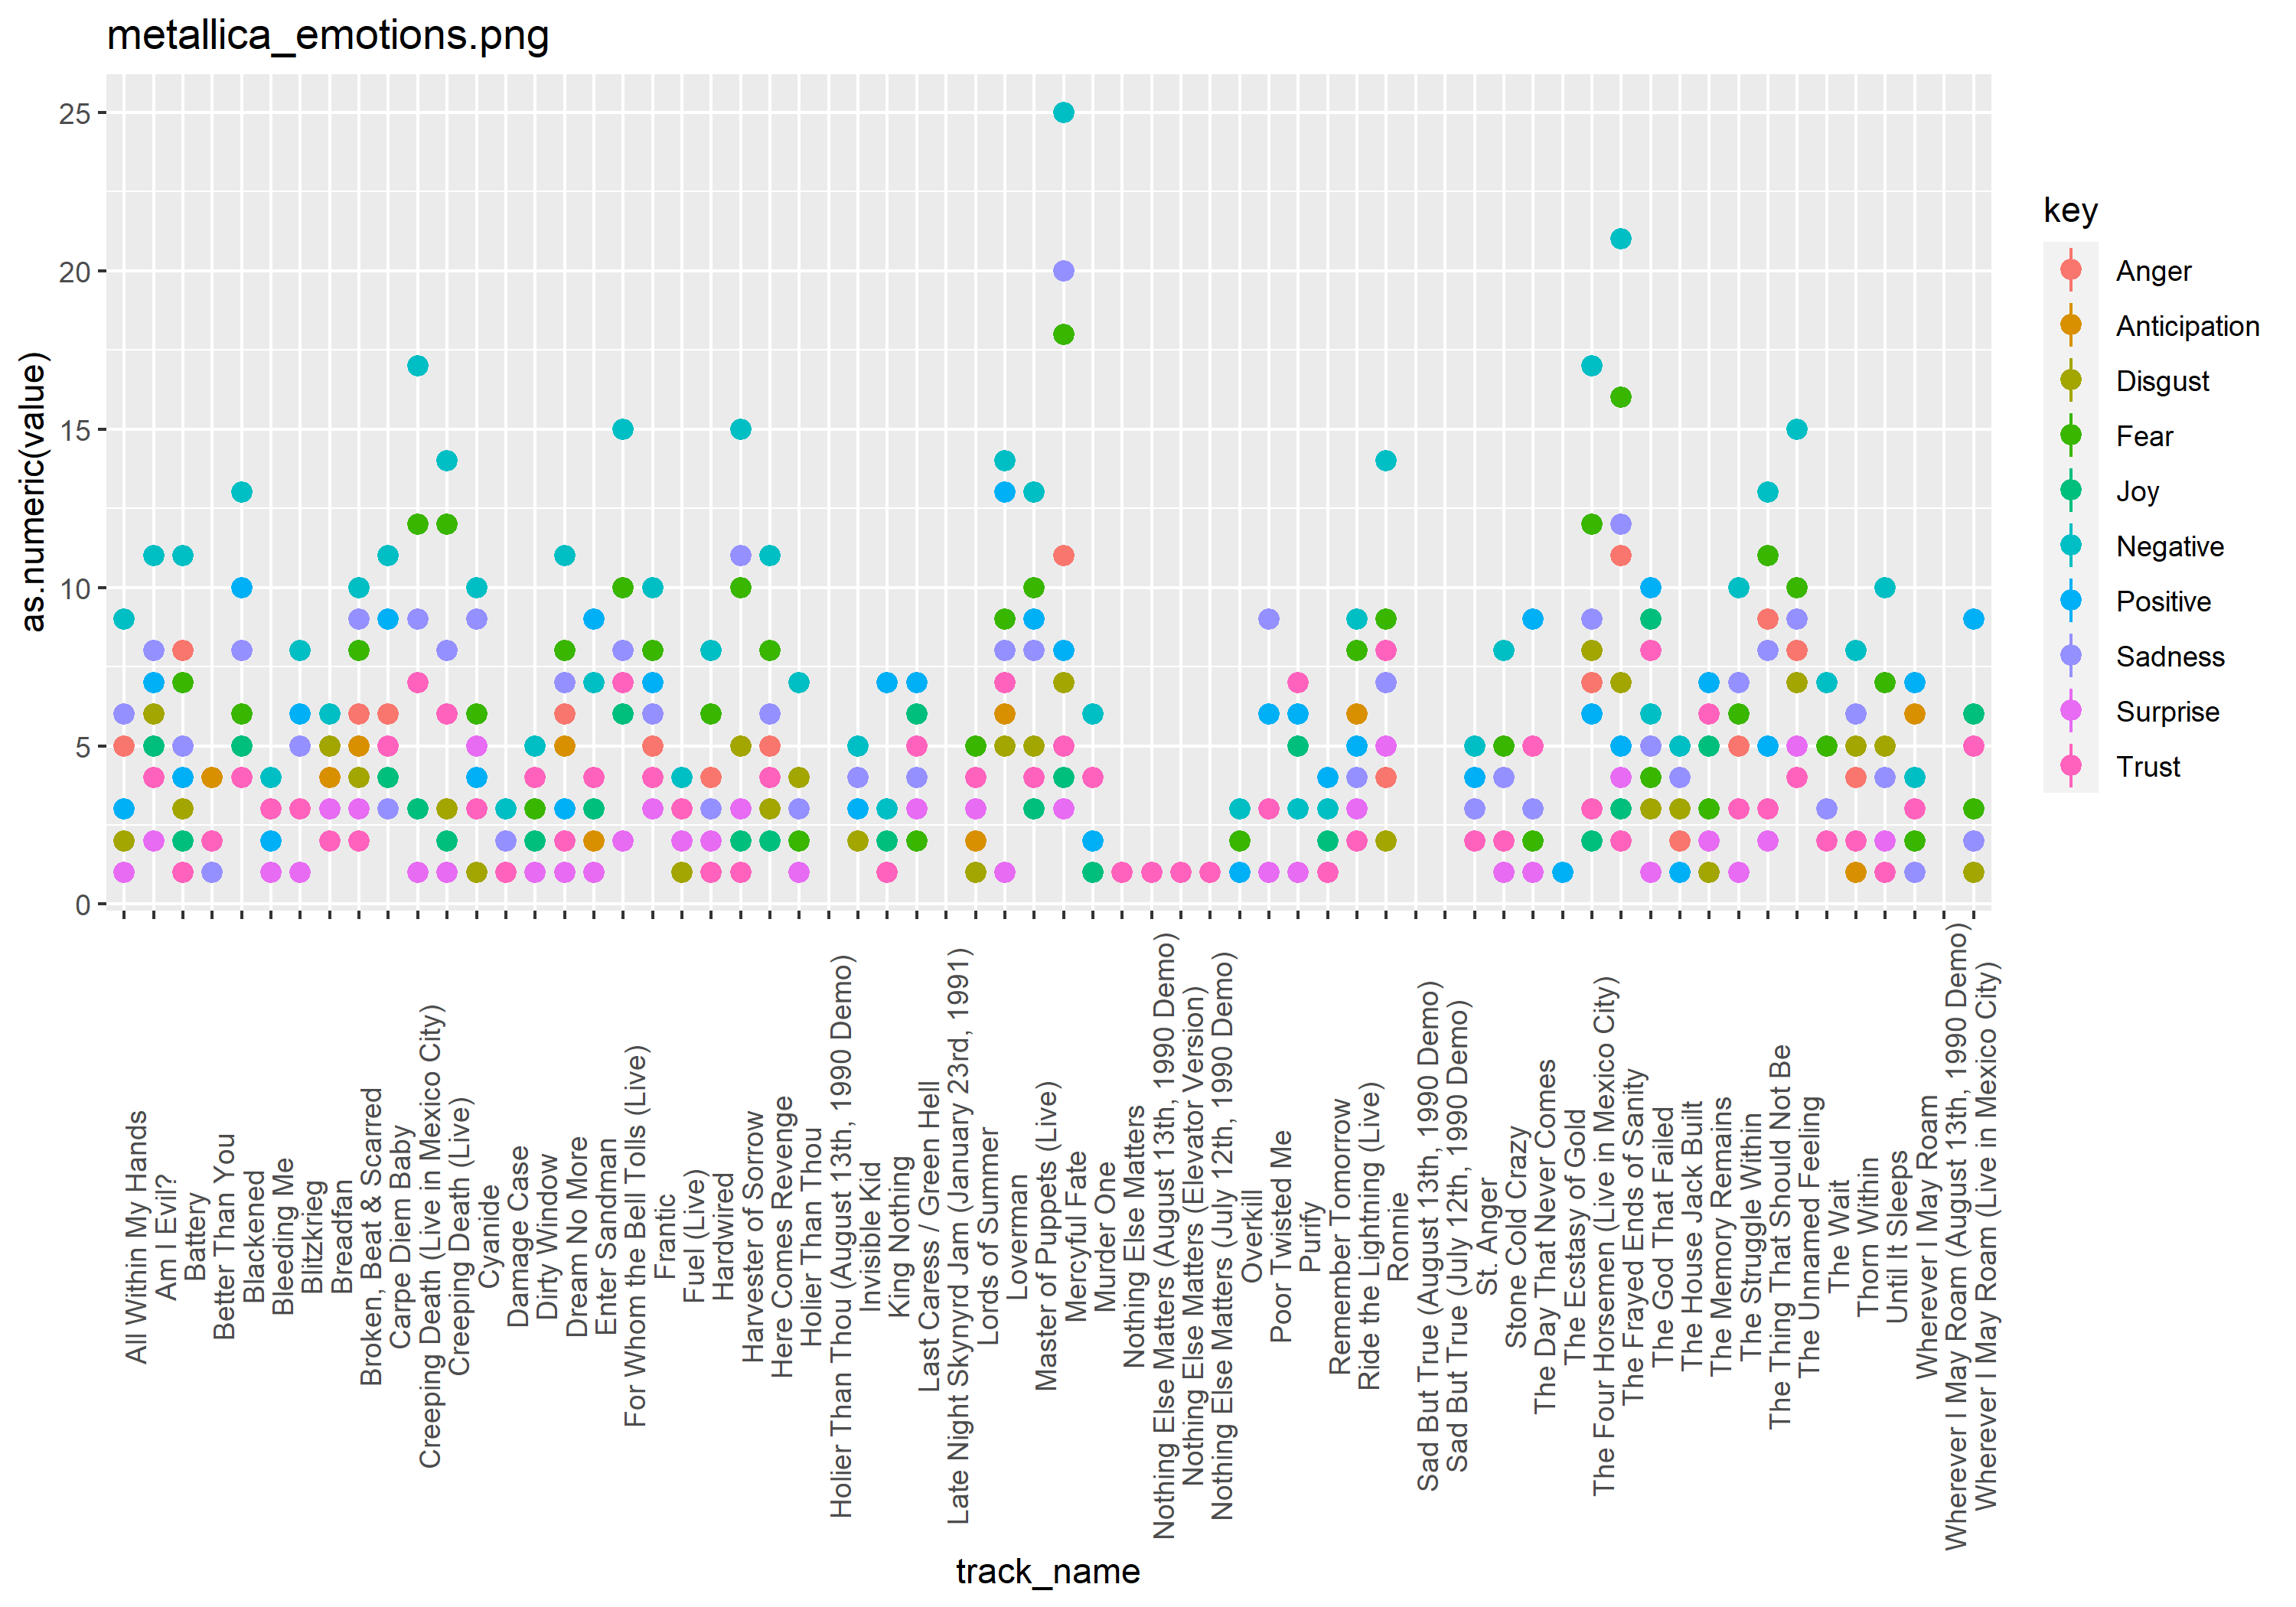 metallica_emotions.png
25
20
15
10
5
0
as.numeric(value)
All Within My Hands
Am I Evil?
Battery
Better Than You
Blackened
Bleeding Me
Blitzkrieg
Breadfan
Broken, Beat & Scarred
Carpe Diem Baby
Creeping Death (Live in Mexico City)
Creeping Death (Live)
Cyanide
Damage Case
Dirty Window
Dream No More
Enter Sandman
For Whom the Bell Tolls (Live)
Frantic
Fuel (Live)
Hardwired
Harvester of Sorrow
Here Comes Revenge
Holier Than Thou
Holier Than Thou (August 13th, 1990 Demo)
Invisible Kid
King Nothing
Last Caress / Green Hell
Late Night Skynyrd Jam (January 23rd, 1991)
Lords of Summer
Loverman
Master of Puppets (Live)
Mercyful Fate
Murder One
Nothing Else Matters
Nothing Else Matters (August 13th, 1990 Demo)
Nothing Else Matters (Elevator Version)
Nothing Else Matters (July 12th, 1990 Demo)
Overkill
Poor Twisted Me
Purify
Remember Tomorrow
Ride the Lightning (Live)
Ronnie
Sad But True (August 13th, 1990 Demo)
Sad But True (July 12th, 1990 Demo)
St. Anger
Stone Cold Crazy
The Day That Never Comes
The Ecstasy of Gold
The Four Horsemen (Live in Mexico City)
The Frayed Ends of Sanity
The God That Failed
The House Jack Built
The Memory Remains
The Struggle Within
The Thing That Should Not Be
The Unnamed Feeling
The Wait
Thorn Within
Until It Sleeps
Wherever I May Roam
Wherever I May Roam (August 13th, 1990 Demo)
Wherever I May Roam (Live in Mexico City)
track_name
key
Anger
Anticipation
Disgust
Fear
Joy
Negative
Positive
Sadness
Surprise
Trust